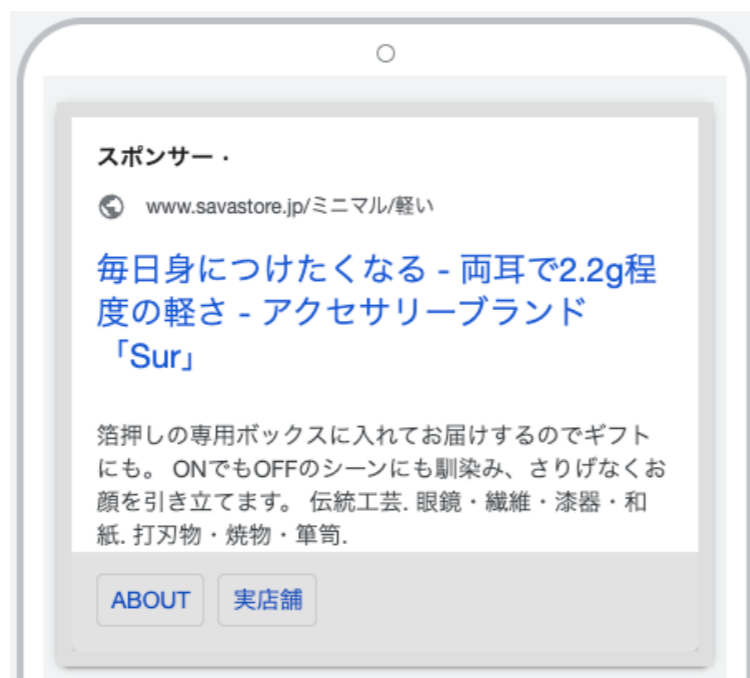 スポンサー ·
www.savastore.jp/ミニマル/軽い
毎日身につけたくなる - 両耳で2.2g程
度の軽さ - アクセサリーブランド
「Sur」
箔押しの専用ボックスに入れてお届けするのでギフト
にも。 ONでもOFFのシーンにも馴染み、さりげなくお
顔を引き立てます。 伝統工芸. 眼鏡・繊維・漆器・和
紙. 打刃物・焼物・箪笥.
ABOUT 実店舗